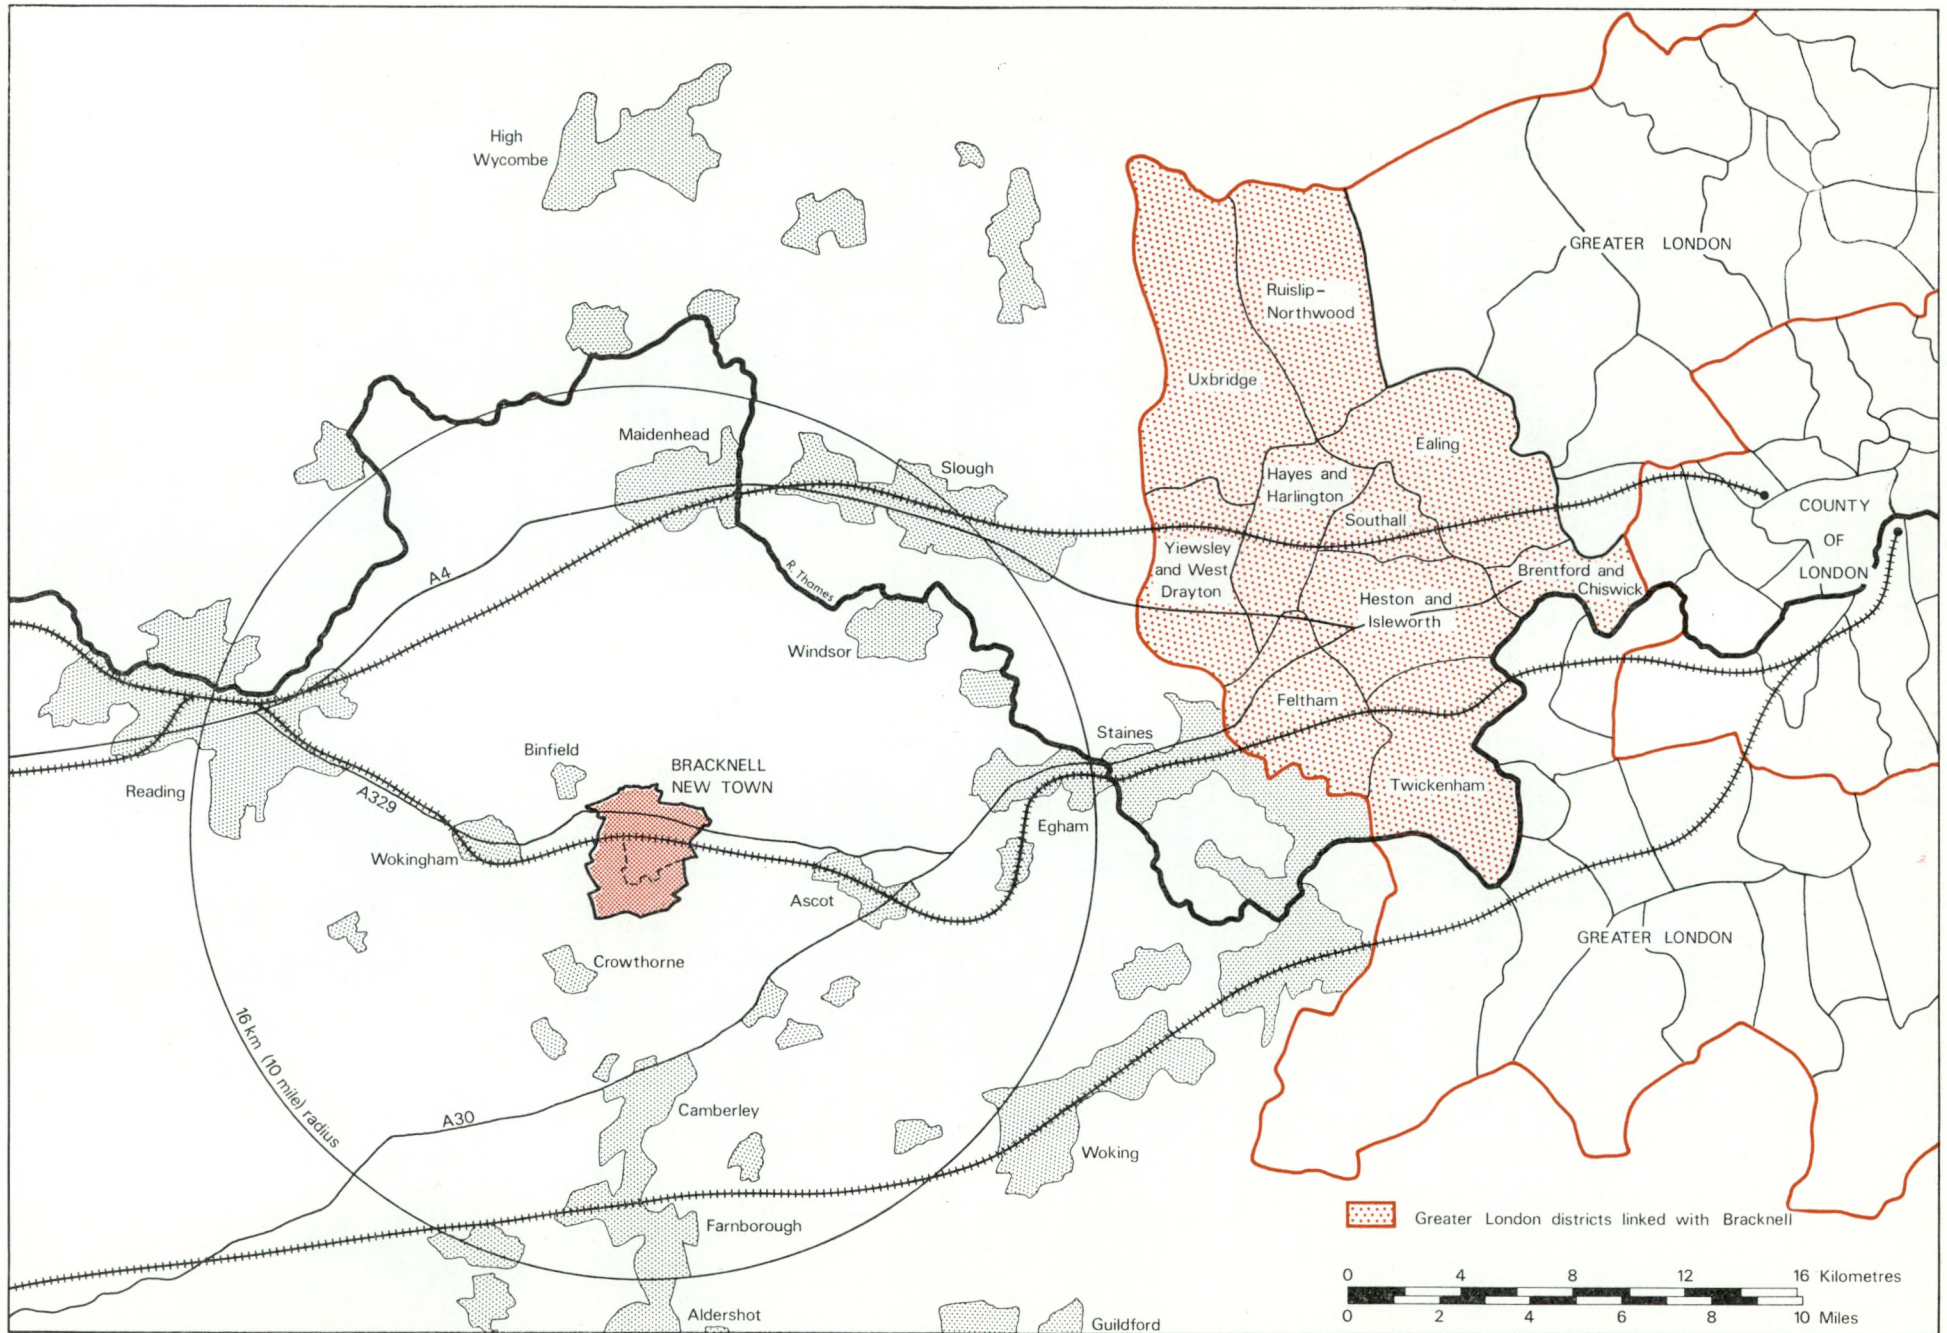 High
Wycombe
GREATER LONDON
Ruislip–
Northwood
Uxbridge
Maidenhead
Slough
Ealing
Hayes and
Harlington
Southall
COUNTY
OF
LONDON
Yiewsley
and West
Drayton
Brentford and
Chiswick
Heston and
Isleworth
A4
R. Thames
Windsor
Feltham
Staines
Binfield
BRACKNELL
NEW TOWN
Reading
A329
Twickenham
Egham
Wokingham
Ascot
GREATER LONDON
Crowthorne
16 km (10 mile) radius
A30
Camberley
Woking
Farnborough
Greater London districts linked with Bracknell
0 4 8 12 16 Kilometres
0 2 4 6 8 10 Miles
Aldershot
Guildford